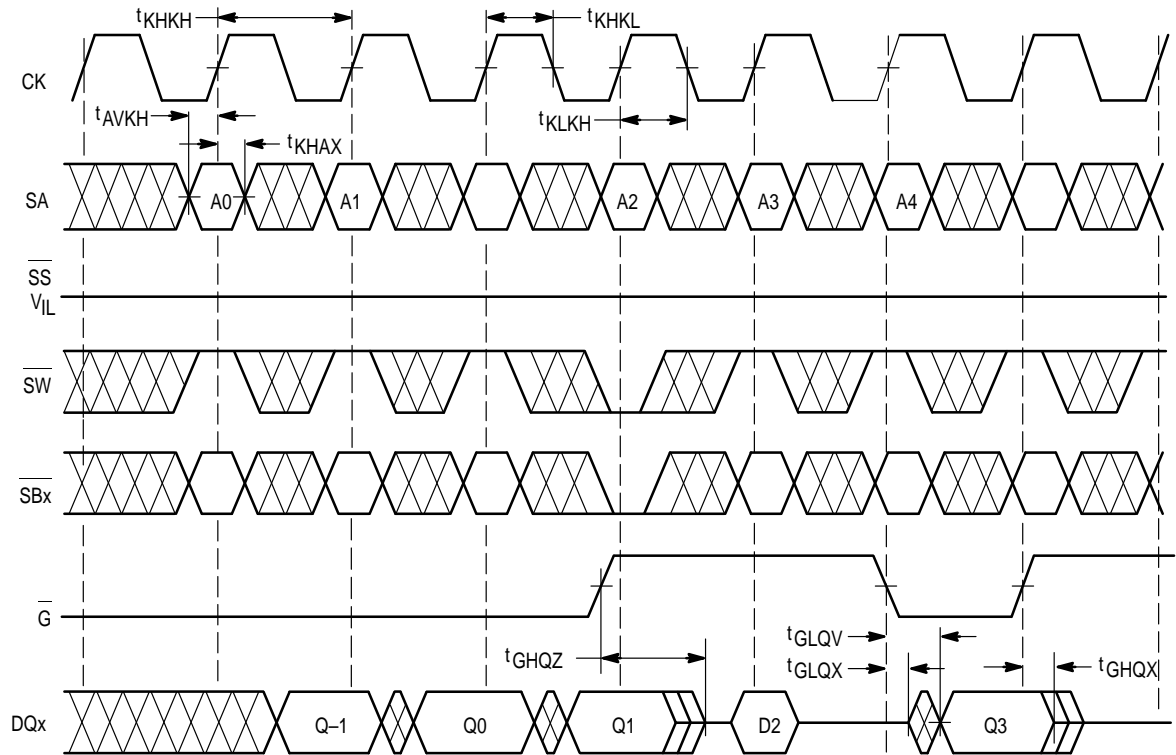 tKHKH tKHKL
CK
tAVKH tKHAX tKLKH
SA A0 A1 A2 A3 A4
SS
VIL
SW
SBx
G
tGHQZ tGLQV
tGLQX tGHQX
DQx Q–1 Q0 Q1 D2 Q3